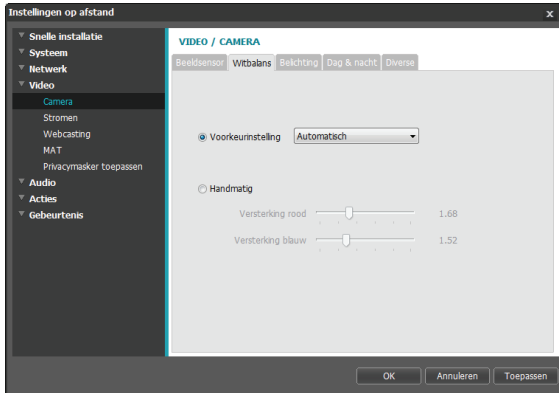 Instellingen op afstand
x
Snelle installatie
Systeem
Netwerk
Video
Camera
Stromen
Webcasting
MAT
Privacymasker toepassen
Audio
Acties
Gebeurtenis
VIDEO / CAMERA
Beeldsensor Witbalans Belichting Dag & nacht Diverse
Voorkeurinstelling Automatisch
Handmatig
Versterking rood 1.68
Versterking blauw 1.52
OK Annuleren Toepassen